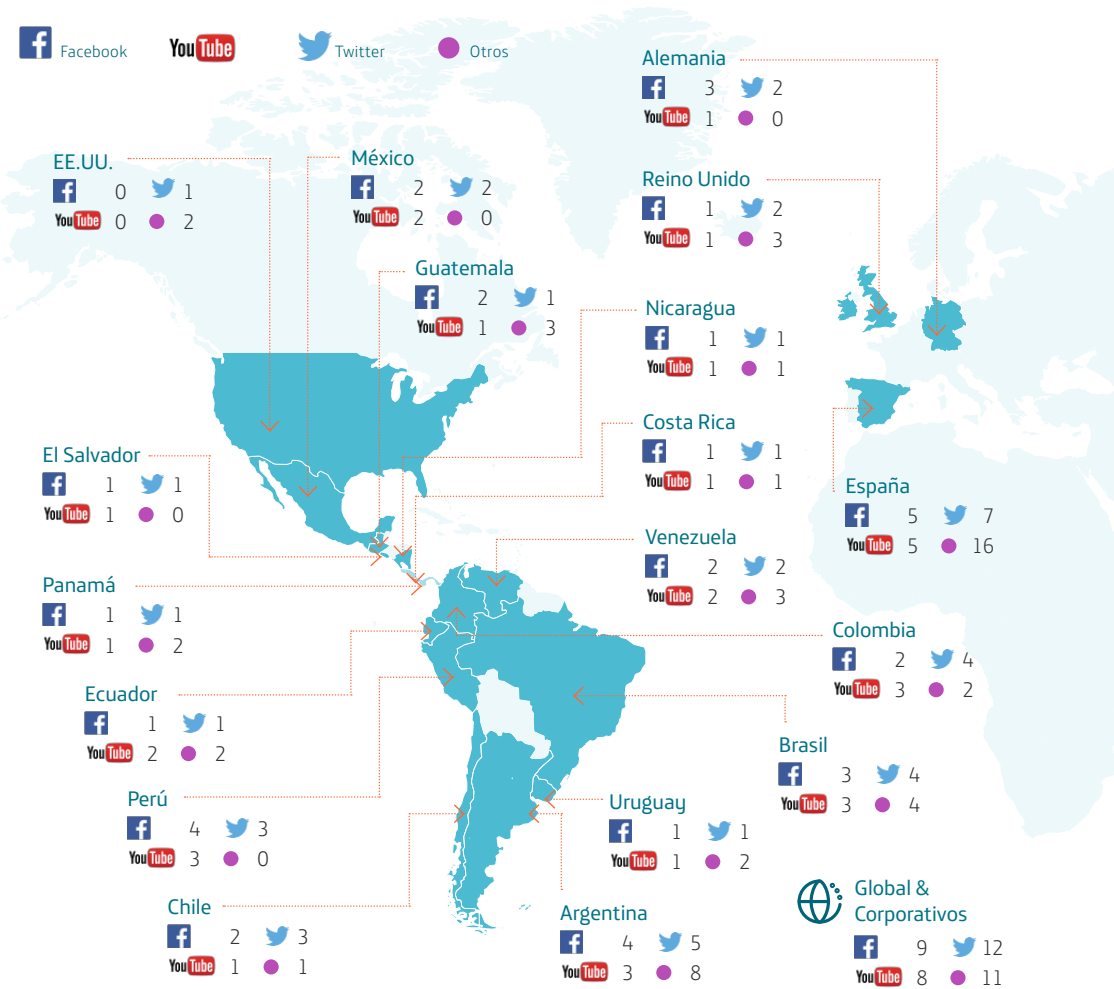 Facebook YouTube Twitter Otros
Alemania
3 2
YouTube 1 0
EE.UU.
0 1
YouTube 0 2
México
2 2
YouTube 2 0
Reino Unido
1 2
YouTube 1 3
Guatemala
2 1
YouTube 1 3
Nicaragua
1 1
YouTube 1 1
Costa Rica
1 1
YouTube 1 1
El Salvador
1 1
YouTube 1 0
España
5 7
YouTube 5 16
Venezuela
2 2
YouTube 2 3
Panamá
1 1
YouTube 1 2
Colombia
2 4
YouTube 3 2
Ecuador
1 1
YouTube 2 2
Brasil
3 4
YouTube 3 4
Perú
4 3
YouTube 3 0
Uruguay
1 1
YouTube 1 2
Chile
2 3
YouTube 1 1
Argentina
4 5
YouTube 3 8
Global &
Corporativos
9 12
YouTube 8 11